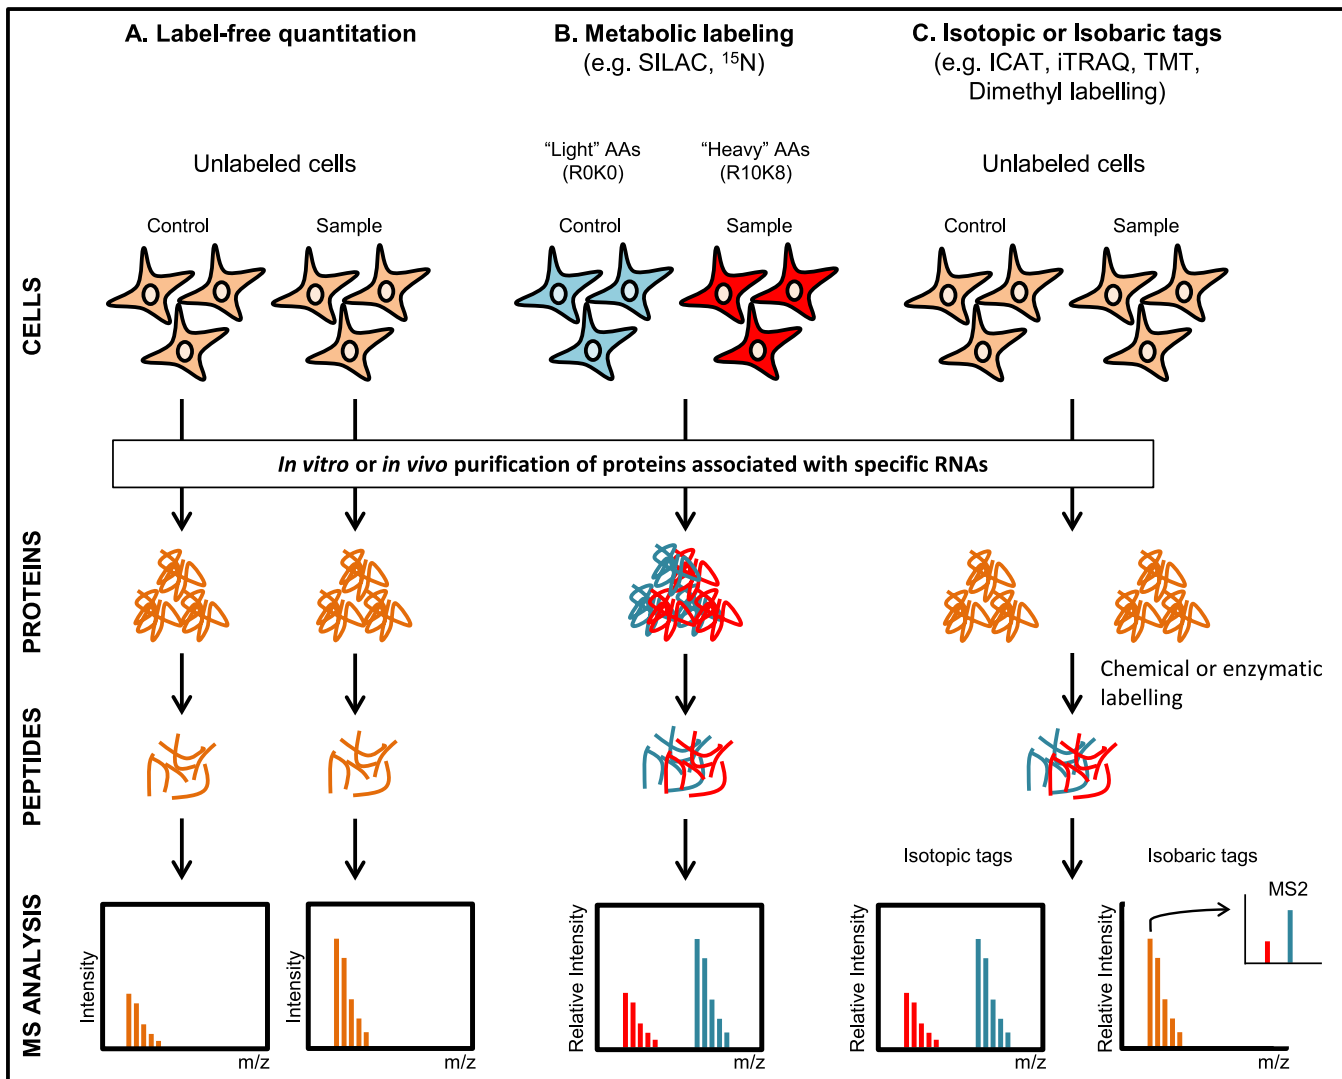 A. Label-free quantitation
B. Metabolic labeling
(e.g. SILAC, ¹⁵N)
C. Isotopic or Isobaric tags
(e.g. ICAT, iTRAQ, TMT,
Dimethyl labelling)
Unlabeled cells
"Light" AAs
(R0K0)
"Heavy" AAs
(R10K8)
Unlabeled cells
Control
Sample
Control
Sample
Control
Sample
CELLS
In vitro or in vivo purification of proteins associated with specific RNAs
PROTEINS
Chemical or enzymatic
labelling
PEPTIDES
Isotopic tags
Isobaric tags
MS ANALYSIS
Intensity
m/z
Intensity
m/z
Relative Intensity
m/z
Relative Intensity
m/z
Relative Intensity
m/z
MS2